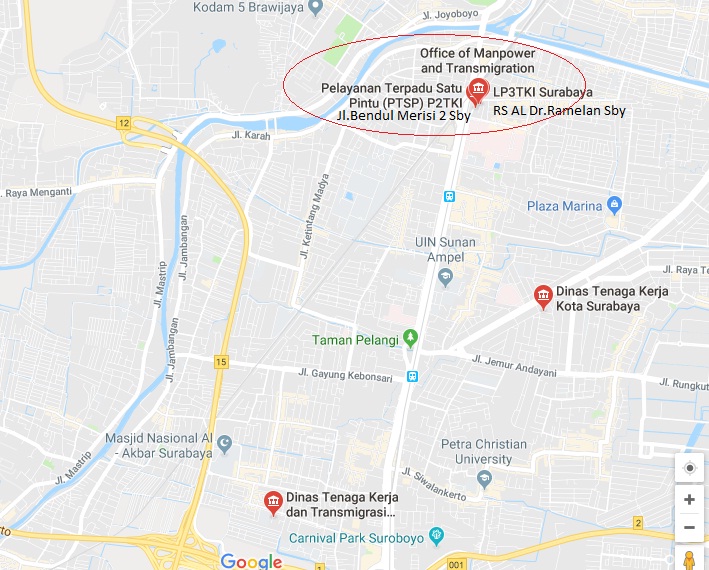 Kodam 5 Brawijaya
Jl. Joyoboyo
Office of Manpower
and Transmigration
Pelayanan Terpadu Satu
Pintu (PTSP) P2TKI
LP3TKI Surabaya
Jl.Bendul Merisi 2 Sby
RS AL Dr.Ramelan Sby
12
Jl. Karah
Jl. Raya Menganti
Jl. Ketintang Madya
Plaza Marina
Jl. Jambangan
Jl. Mastrip
UIN Sunan
Ampel
Jl. Raya Te
Dinas Tenaga Kerja
Kota Surabaya
Jl. Jambangan
Taman Pelangi
15
Jl. Jemur Andayani
Jl. Gayung Kebonsari
Jl. Rungkut
Masjid Nasional Al
- Akbar Surabaya
Petra Christian
University
Jl. Mastrip
Jl. Siwalankerto
Dinas Tenaga Kerja
dan Transmigrasi...
rto
Carnival Park Suroboyo
2
Google
001
+
−